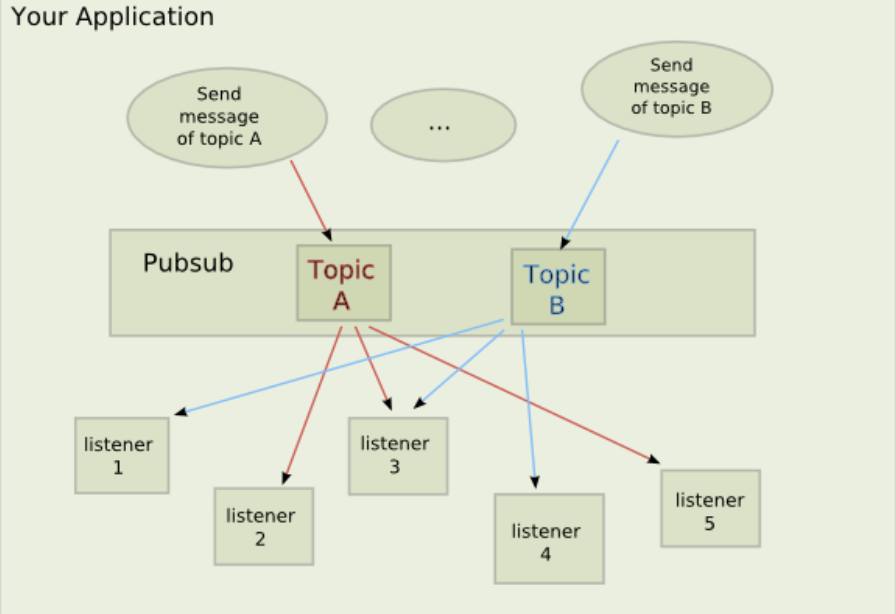 Your Application
Send
message
of topic A
...
Send
message
of topic B
Pubsub
Topic
A
Topic
B
listener
1
listener
2
listener
3
listener
4
listener
5